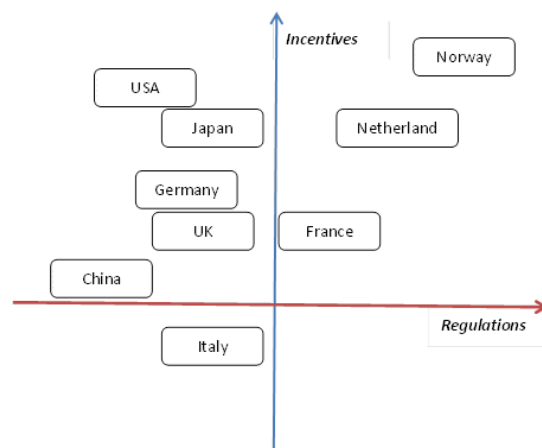 Incentives
Norway
USA
Japan
Netherland
Germany
UK
France
China
Regulations
Italy